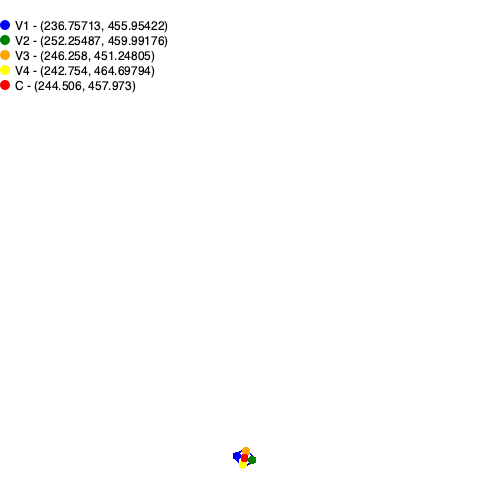 V1 - (236.75713, 455.95422)
V2 - (252.25487, 459.99176)
V3 - (246.258, 451.24805)
V4 - (242.754, 464.69794)
C - (244.506, 457.973)